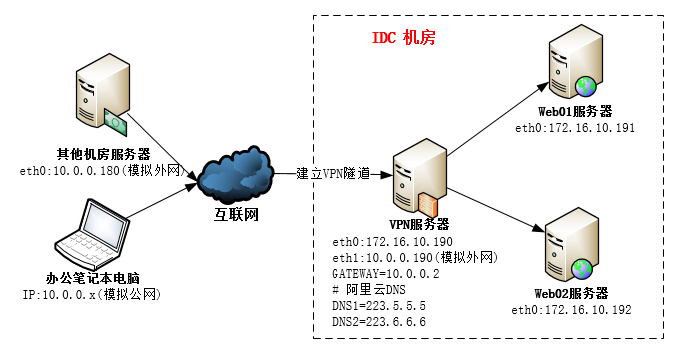 IDC 机房
其他机房服务器
eth0:10.0.0.180(模拟外网)
办公笔记本电脑
IP:10.0.0.x(模拟公网)
互联网
建立VPN隧道
VPN服务器
eth0:172.16.10.190
eth1:10.0.0.190(模拟外网)
GATEWAY=10.0.0.2
# 阿里云DNS
DNS1=223.5.5.5
DNS2=223.6.6.6
Web01服务器
eth0:172.16.10.191
Web02服务器
eth0:172.16.10.192